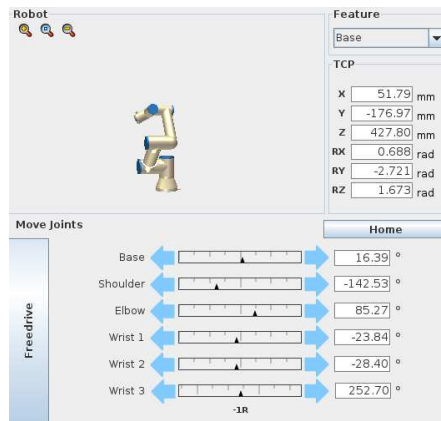 Robot
Feature
Base
TCP
X 51.79 mm
Y -176.97 mm
Z 427.80 mm
RX 0.688 rad
RY -2.721 rad
RZ 1.673 rad
Move Joints
Home
Freedrive
Base 16.39 °
Shoulder -142.53 °
Elbow 85.27 °
Wrist 1 -23.84 °
Wrist 2 -28.40 °
Wrist 3 252.70 °
-1R